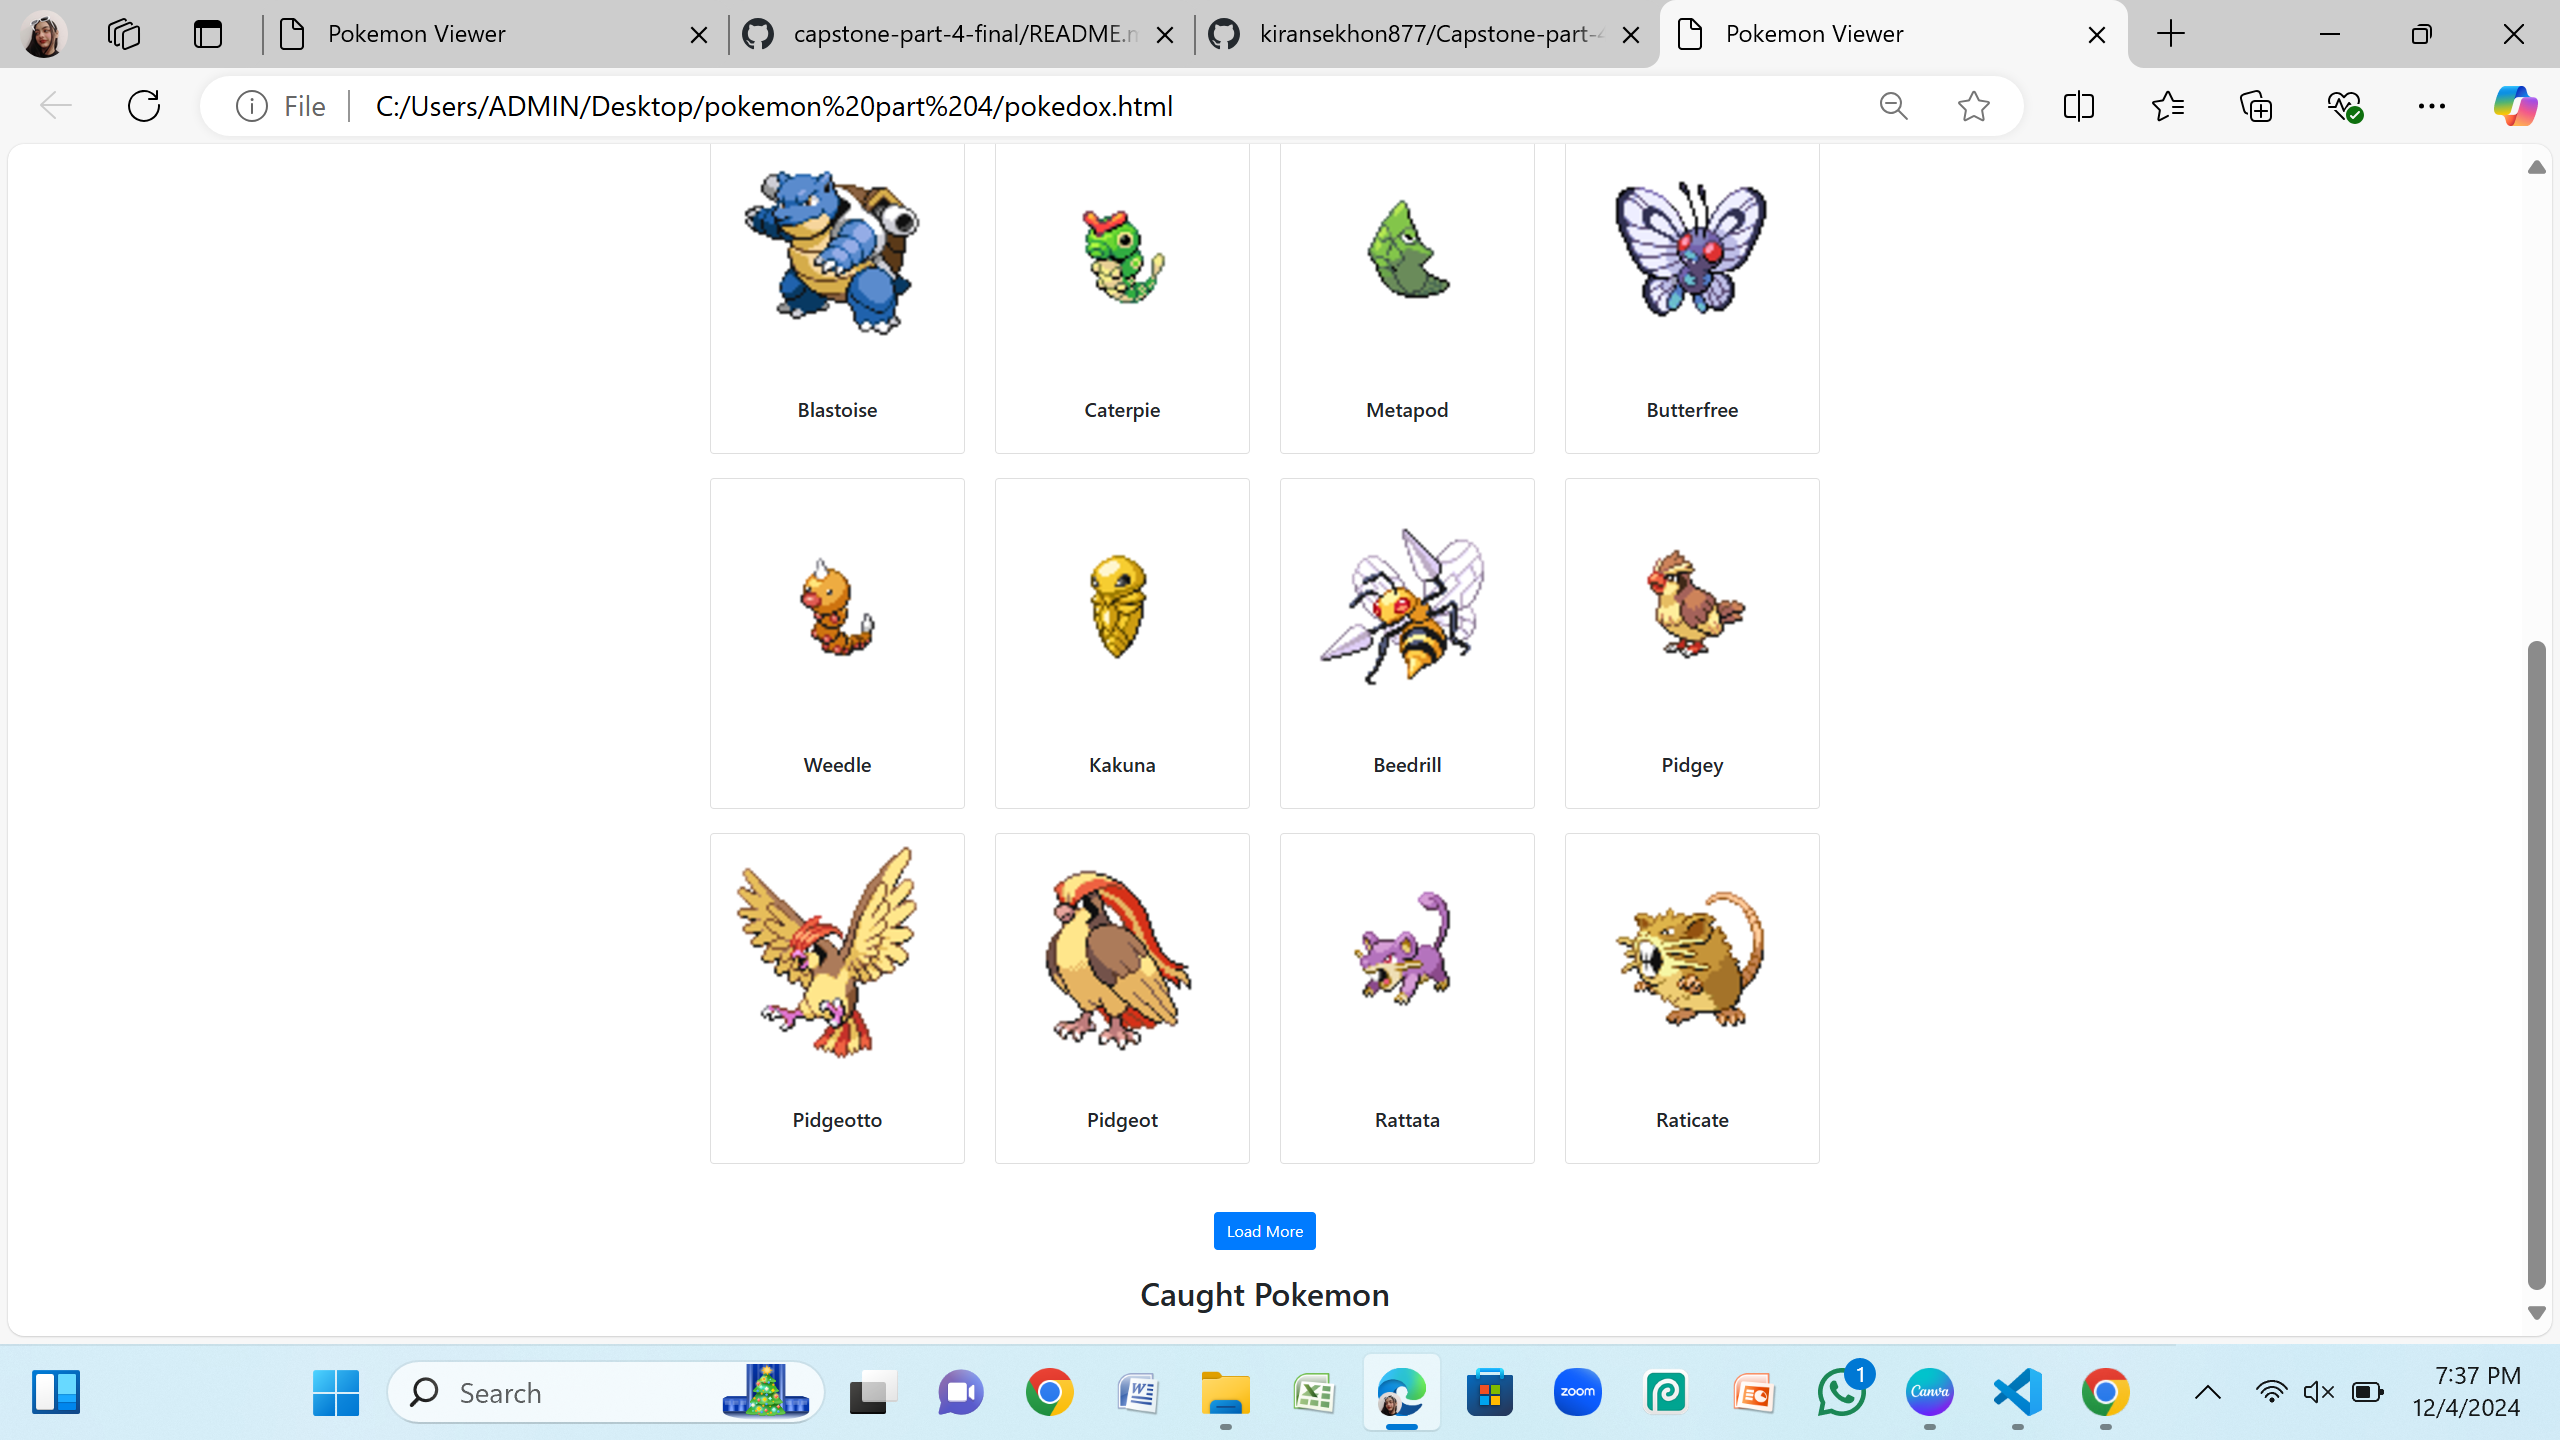 Pokemon Viewer
capstone-part-4-final/README.m
kiransekhon877/Capstone-part-4
Pokemon Viewer
File
C:/Users/ADMIN/Desktop/pokemon%20part%204/pokedox.html
Blastoise
Caterpie
Metapod
Butterfree
Weedle
Kakuna
Beedrill
Pidgey
Pidgeotto
Pidgeot
Rattata
Raticate
Load More
Caught Pokemon
Search
zoom
1
Canva
7:37 PM
12/4/2024